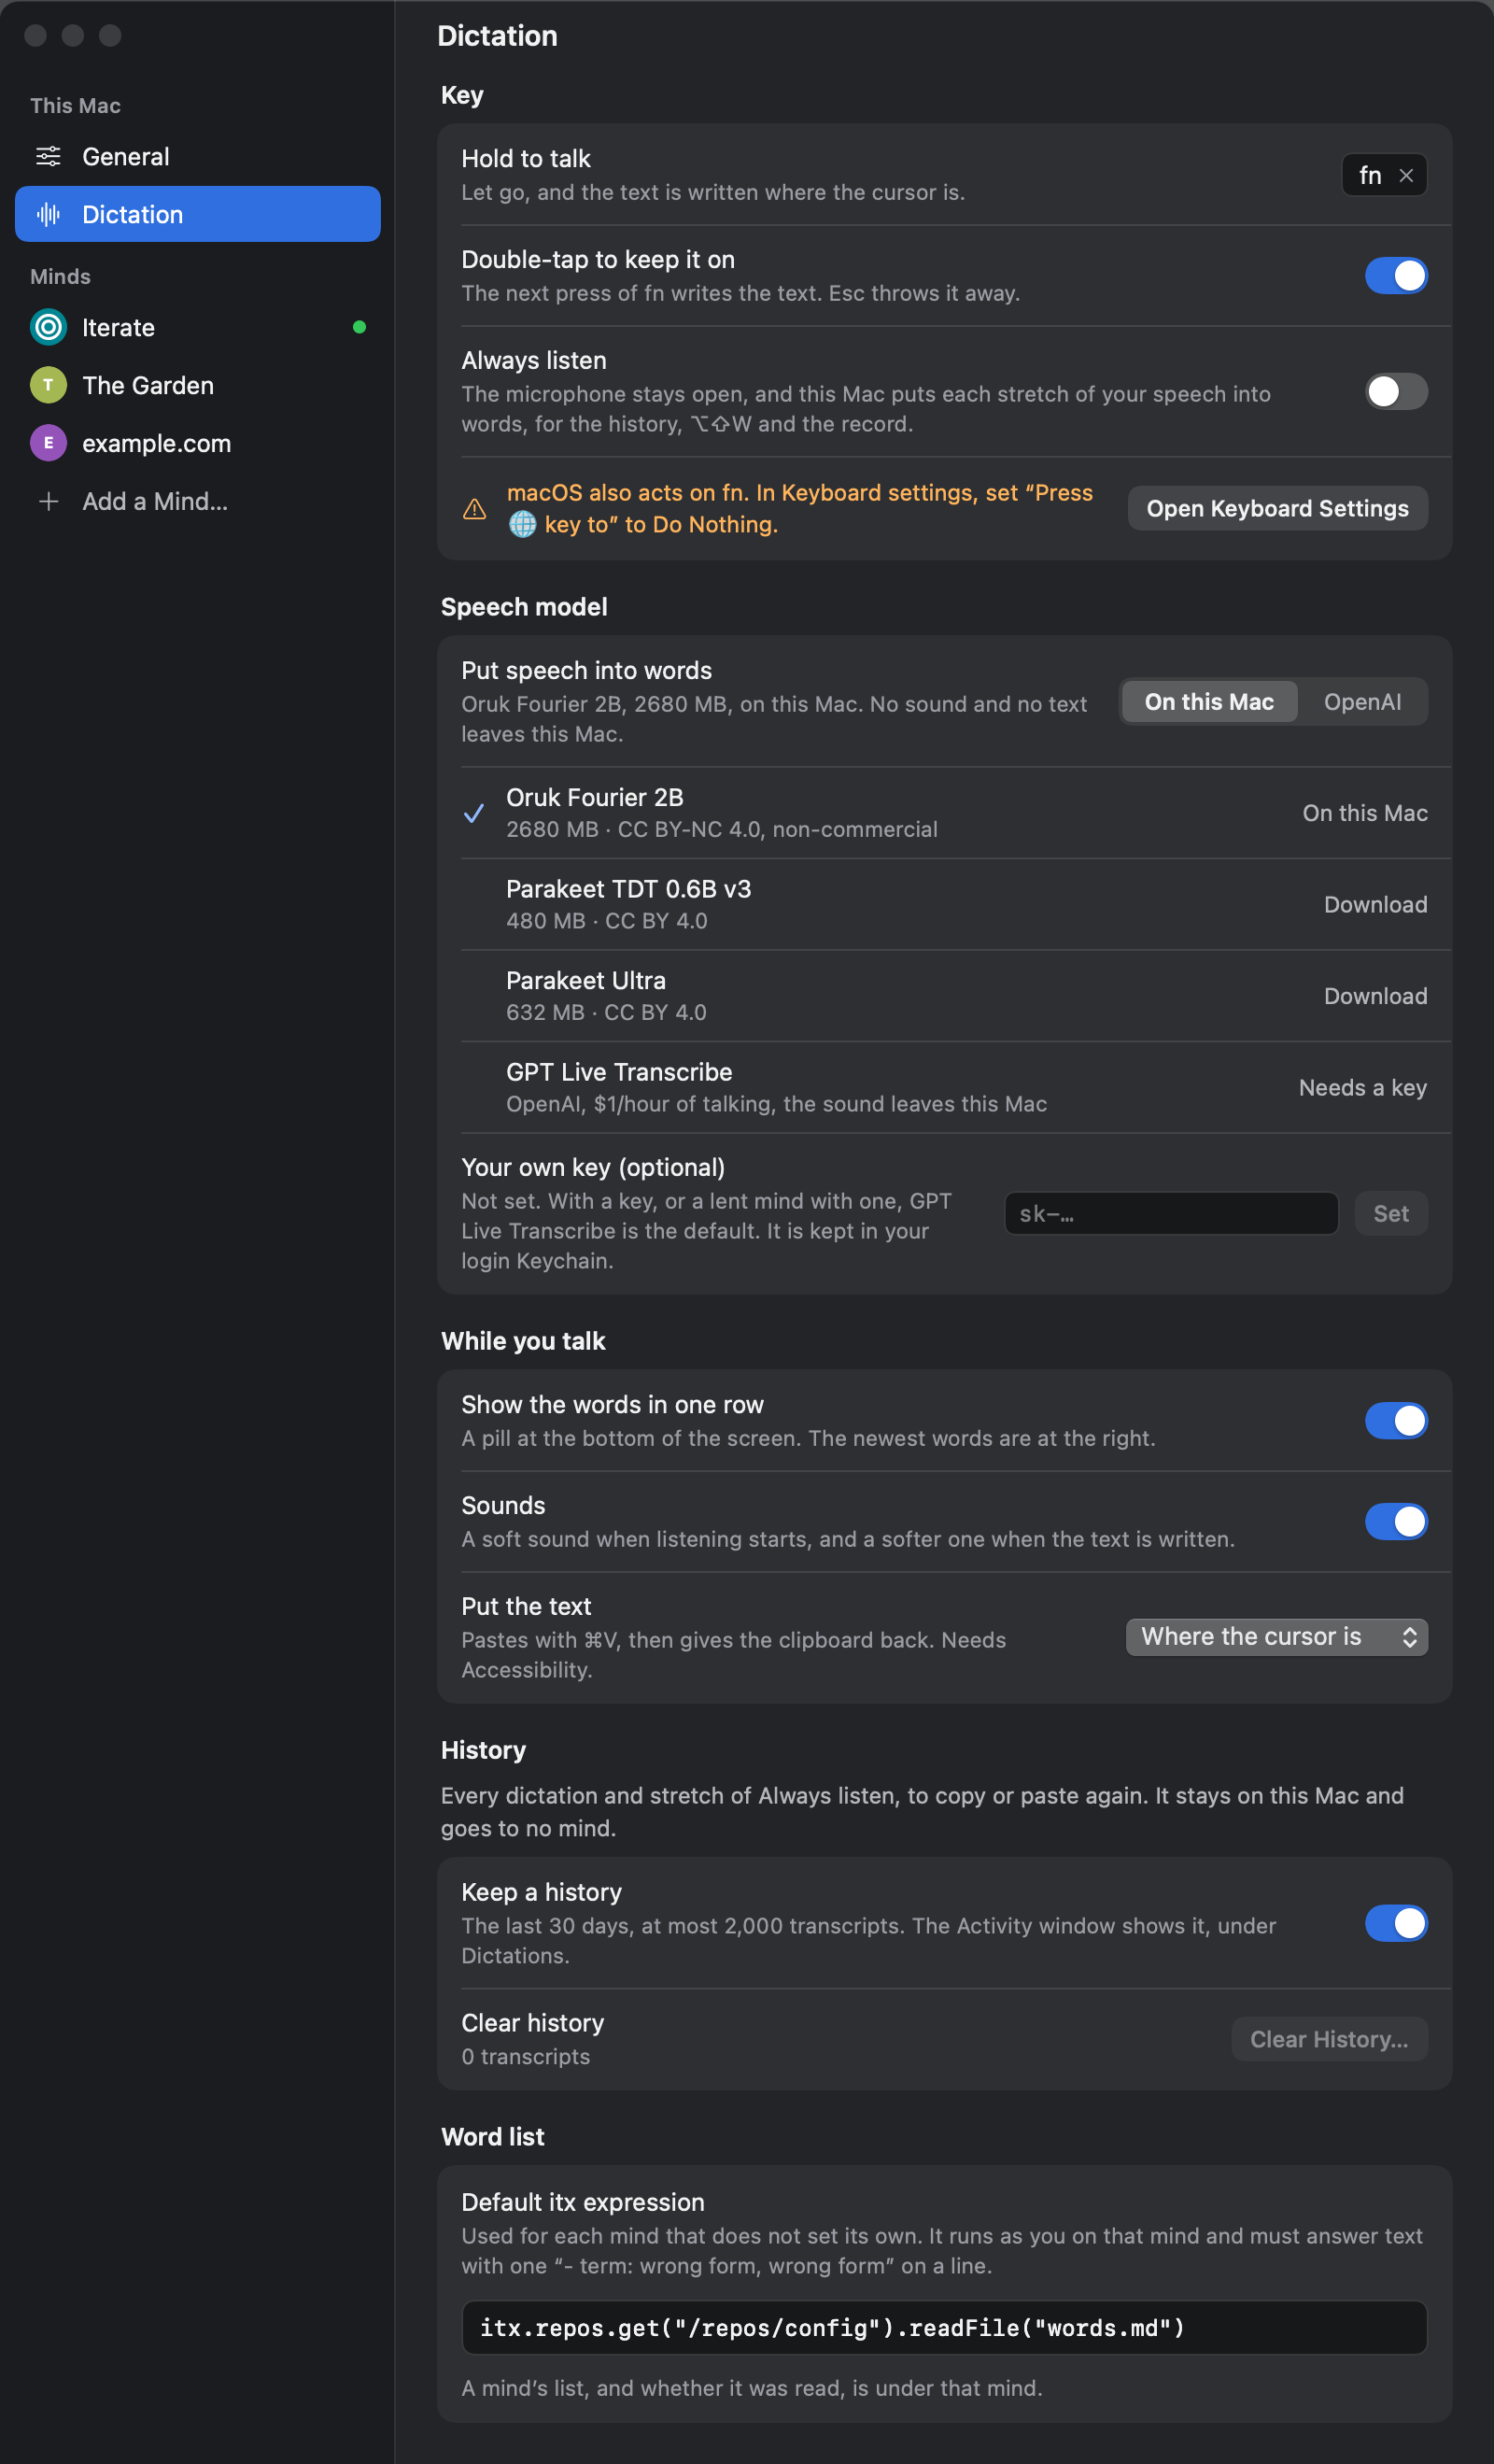 This Mac
General
Dictation
Minds
Iterate
T
The Garden
E
example.com
Add a Mind...
Dictation
Key
Hold to talk
Let go, and the text is written where the cursor is.
fn
Double-tap to keep it on
The next press of fn writes the text. Esc throws it away.
Always listen
The microphone stays open, and this Mac puts each stretch of your speech into
words, for the history, ⌥⇧W and the record.
macOS also acts on fn. In Keyboard settings, set “Press
🌐 key to” to Do Nothing.
Open Keyboard Settings
Speech model
Put speech into words
Oruk Fourier 2B, 2680 MB, on this Mac. No sound and no text
leaves this Mac.
On this Mac
OpenAI
Oruk Fourier 2B
2680 MB · CC BY-NC 4.0, non-commercial
On this Mac
Parakeet TDT 0.6B v3
480 MB · CC BY 4.0
Download
Parakeet Ultra
632 MB · CC BY 4.0
Download
GPT Live Transcribe
OpenAI, $1/hour of talking, the sound leaves this Mac
Needs a key
Your own key (optional)
Not set. With a key, or a lent mind with one, GPT
Live Transcribe is the default. It is kept in your
login Keychain.
sk-…
Set
While you talk
Show the words in one row
A pill at the bottom of the screen. The newest words are at the right.
Sounds
A soft sound when listening starts, and a softer one when the text is written.
Put the text
Pastes with ⌘V, then gives the clipboard back. Needs
Accessibility.
Where the cursor is
History
Every dictation and stretch of Always listen, to copy or paste again. It stays on this Mac and
goes to no mind.
Keep a history
The last 30 days, at most 2,000 transcripts. The Activity window shows it, under
Dictations.
Clear history
0 transcripts
Clear History...
Word list
Default itx expression
Used for each mind that does not set its own. It runs as you on that mind and must answer text
with one “- term: wrong form, wrong form” on a line.
itx.repos.get("/repos/config").readFile("words.md")
A mind’s list, and whether it was read, is under that mind.